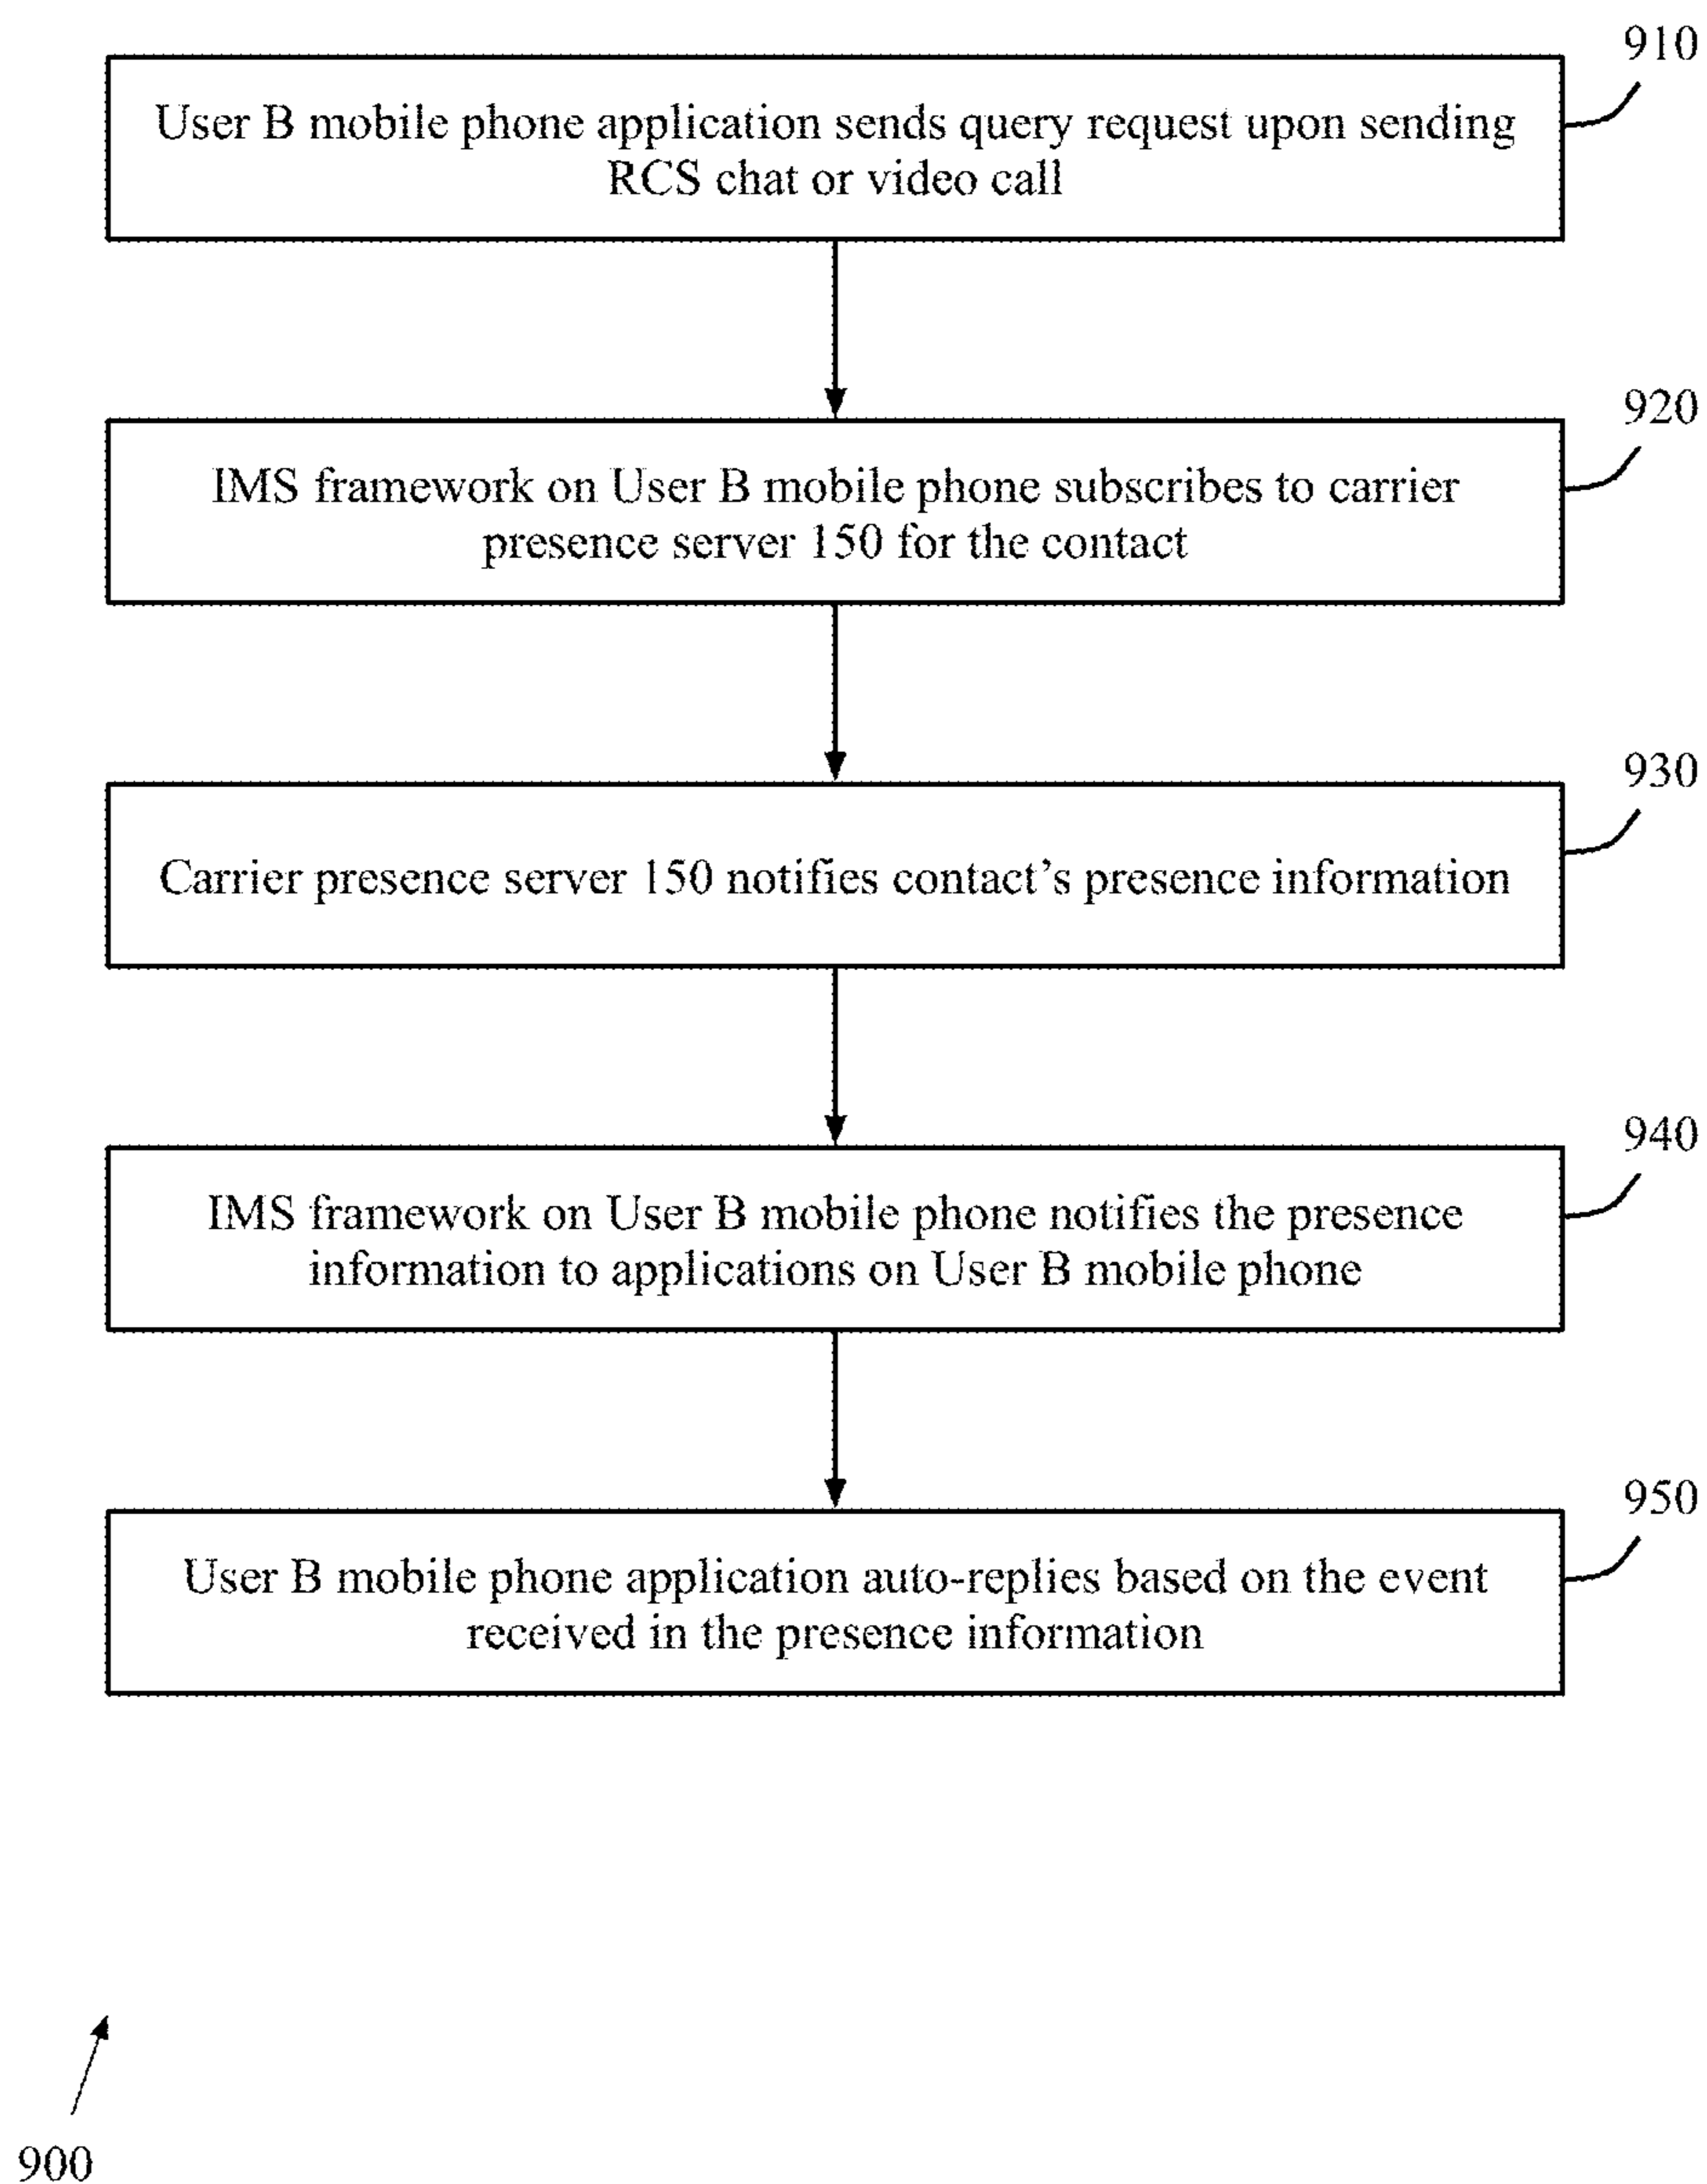 910
User B mobile phone application sends query request upon sending
RCS chat or video call
920
IMS framework on User B mobile phone subscribes to carrier
presence server 150 for the contact
930
Carrier presence server 150 notifies contact’s presence information
940
IMS framework on User B mobile phone notifies the presence
information to applications on User B mobile phone
950
User B mobile phone application auto-replies based on the event
received in the presence information
900